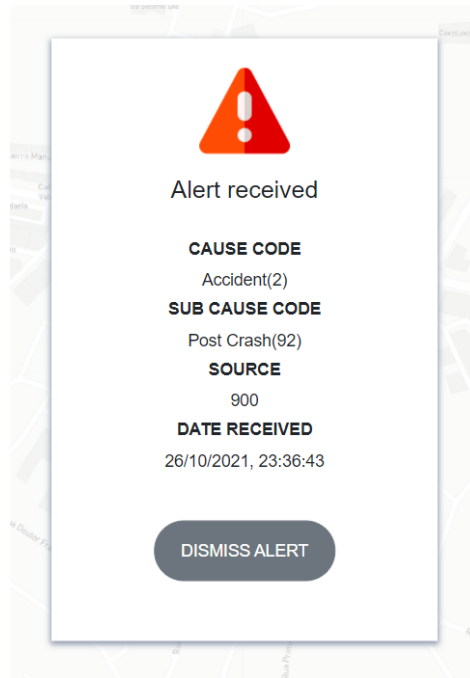 Alert received
CAUSE CODE
Accident(2)
SUB CAUSE CODE
Post Crash(92)
SOURCE
900
DATE RECEIVED
26/10/2021, 23:36:43
DISMISS ALERT